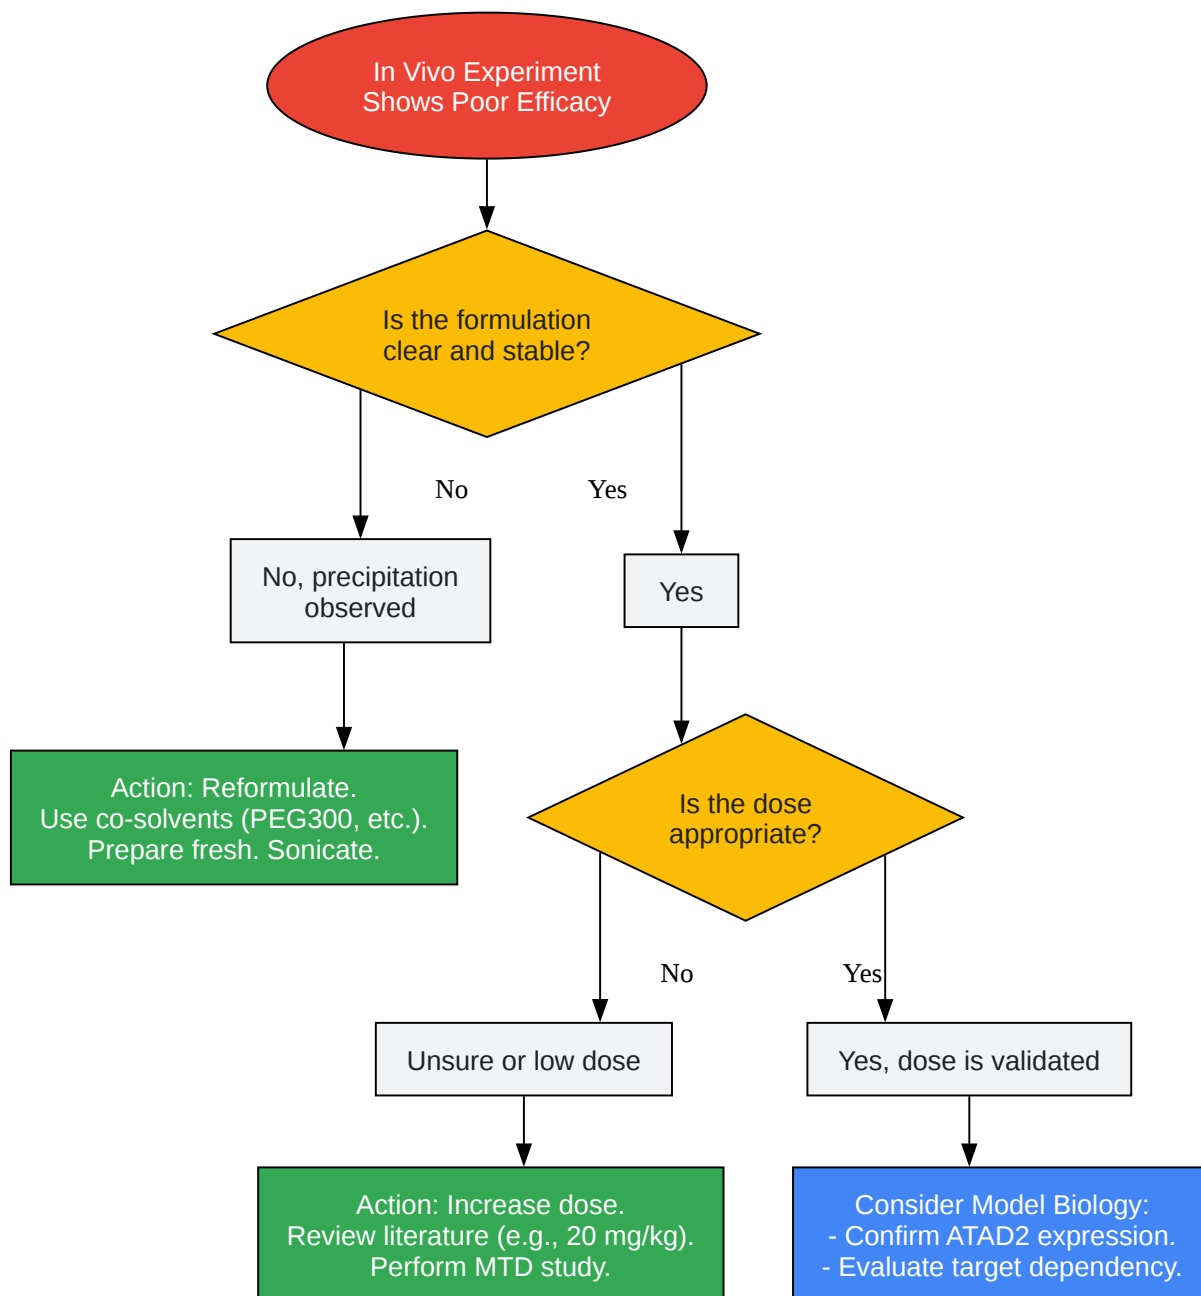 In Vivo Experiment
Shows Poor Efficacy
Is the formulation
clear and stable?
No
Yes
No, precipitation
observed
Yes
Action: Reformulate.
Use co-solvents (PEG300, etc.).
Prepare fresh. Sonicate.
Is the dose
appropriate?
No
Yes
Unsure or low dose
Yes, dose is validated
Action: Increase dose.
Review literature (e.g., 20 mg/kg).
Perform MTD study.
Consider Model Biology:
- Confirm ATAD2 expression.
- Evaluate target dependency.